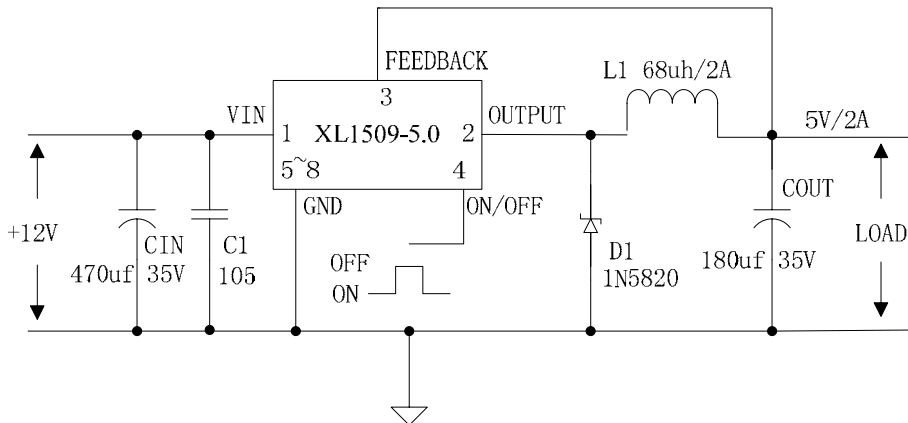 FEEDBACK
L1 68uh/2A
3
VIN
OUTPUT
1 XL1509-5.0 2
5V/2A
5~8 4
GND
ON/OFF
COUT
+12V
CIN
C1
OFF
D1
LOAD
470uf 35V
105
ON
1N5820
180uf 35V